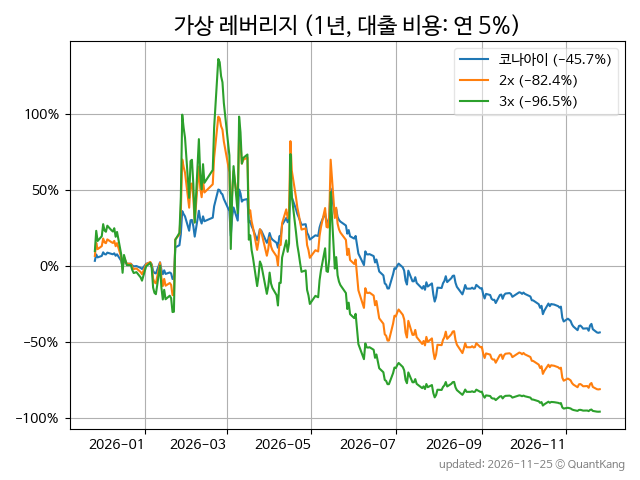 가상 레버리지 (1년, 대출 비용: 연 5%)
코나아이 (−45.7%)
2x (−82.4%)
3x (−96.5%)
100%
50%
0%
−50%
−100%
2026-01 2026-03 2026-05 2026-07 2026-09 2026-11
updated: 2026-11-25 © QuantKang